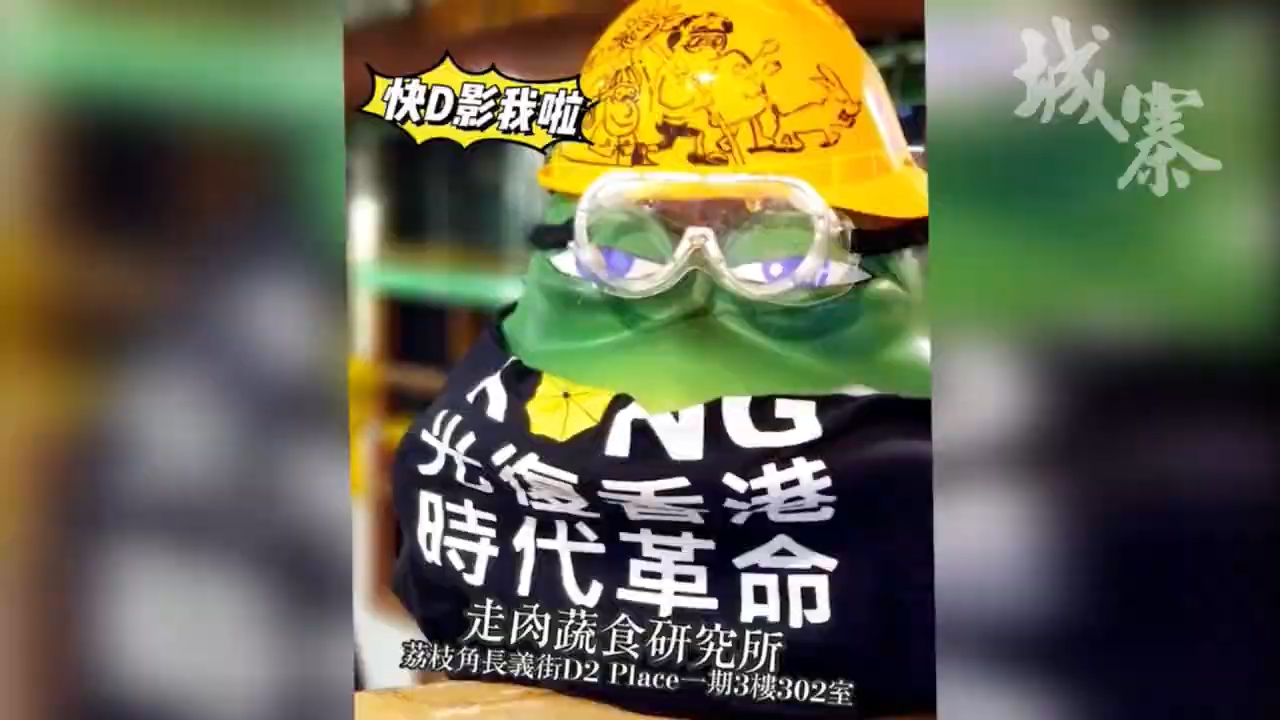 快D影我啦
城寨
NG
光復香港
時代革命
走肉蔬食研究所
荔枝角長義街D2 Place一期3樓302室